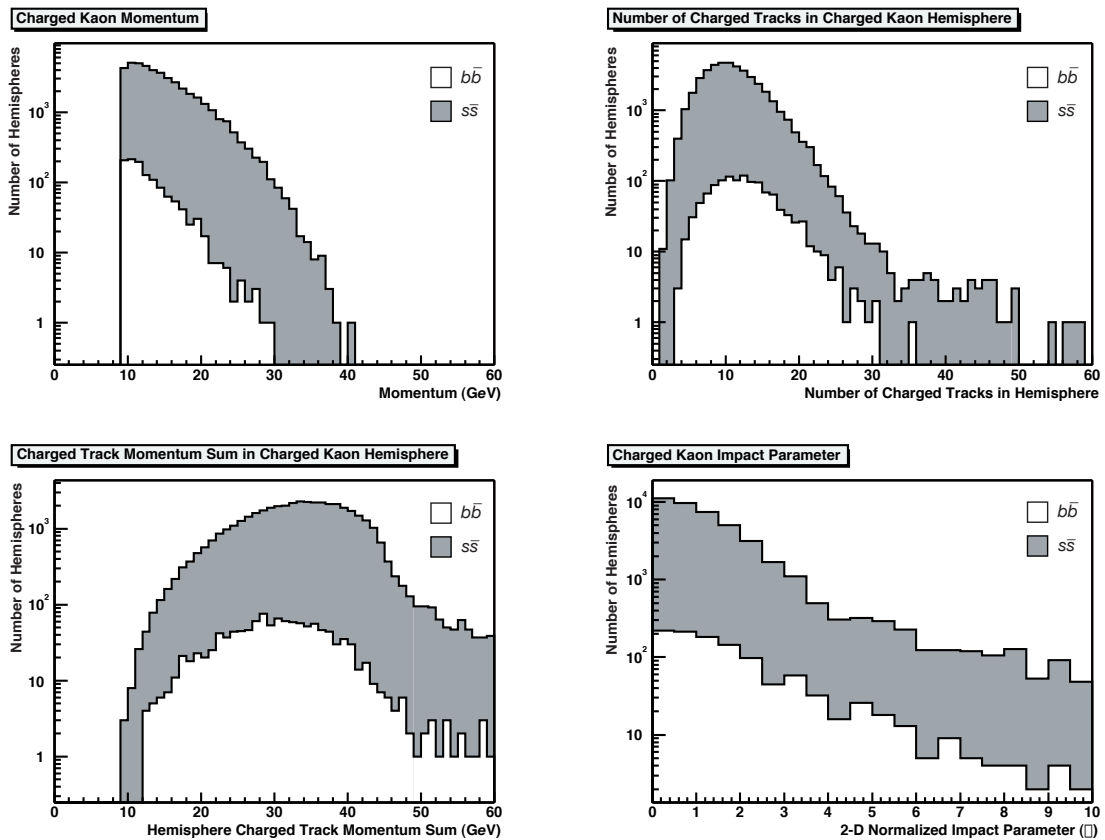 Charged Kaon Momentum
Number of Hemispheres
10³
10²
10
1
bb̄
ss̄
0 10 20 30 40 50 60
Momentum (GeV)
Number of Charged Tracks in Charged Kaon Hemisphere
Number of Hemispheres
10³
10²
10
1
bb̄
ss̄
0 10 20 30 40 50 60
Number of Charged Tracks in Hemisphere
Charged Track Momentum Sum in Charged Kaon Hemisphere
Number of Hemispheres
10³
10²
10
1
bb̄
ss̄
0 10 20 30 40 50 60
Hemisphere Charged Track Momentum Sum (GeV)
Charged Kaon Impact Parameter
Number of Hemispheres
10⁴
10³
10²
10
bb̄
ss̄
0 1 2 3 4 5 6 7 8 9 10
2-D Normalized Impact Parameter (▯)